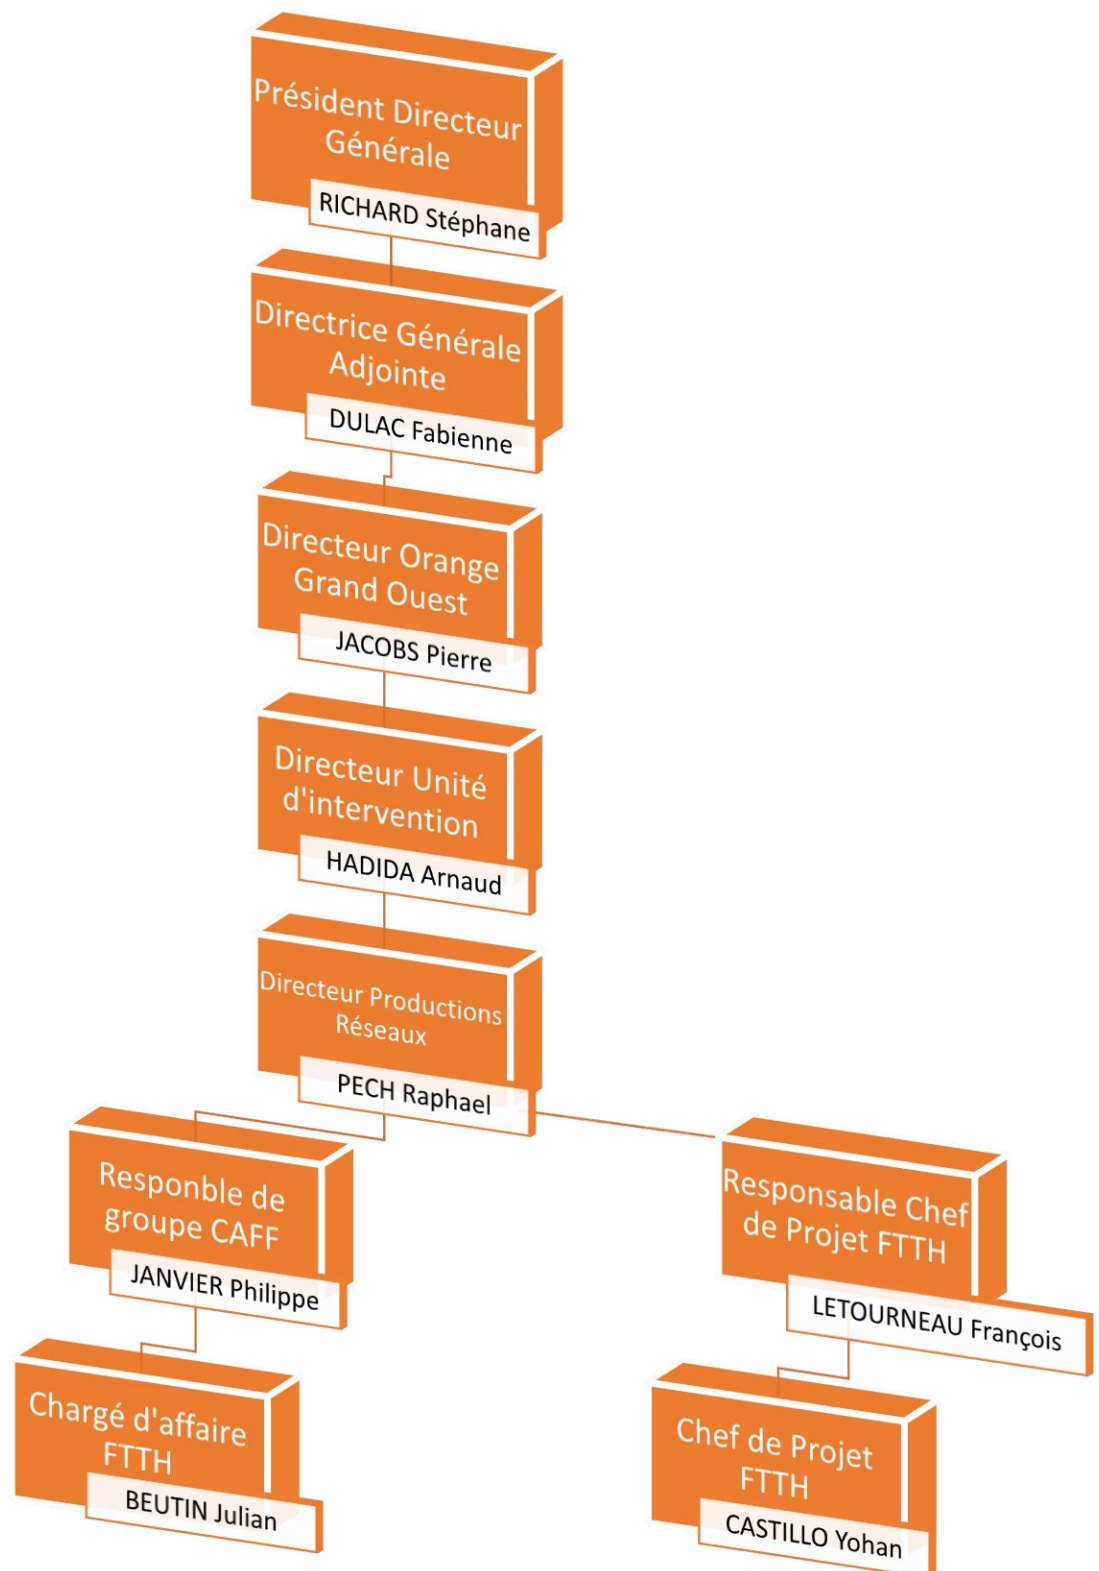 Président Directeur
Générale
RICHARD Stéphane
Directrice Générale
Adjointe
DULAC Fabienne
Directeur Orange
Grand Ouest
JACOBS Pierre
Directeur Unité
d'intervention
HADIDA Arnaud
Directeur Productions
Réseaux
PECH Raphael
Responble de
groupe CAFF
JANVIER Philippe
Responsable Chef
de Projet FTTH
LETOURNEAU François
Chargé d'affaire
FTTH
BEUTIN Julian
Chef de Projet
FTTH
CASTILLO Yohan